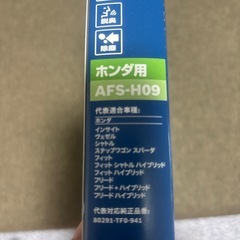 脱臭
除塵
ホンダ用
AFS-H09
代表適合車種:
ホンダ
インサイト
ヴェゼル
シャトル
ステップワゴン スパーダ
フィット
フィット シャトル ハイブリッド
フィット ハイブリッド
フリード
フリード+ハイブリッド
フリード ハイブリッド
代表対応純正品番:
80291-TF0-941